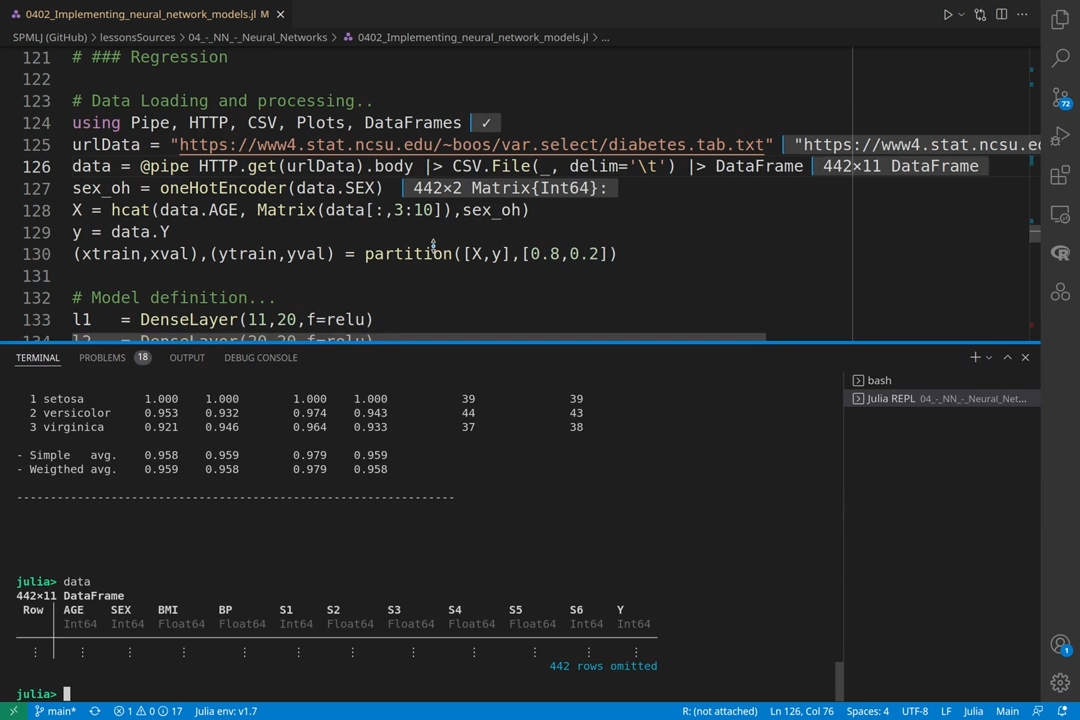 0402_Implementing_neural_network_models.jl M
SPMLJ (GitHub) > lessonsSources > 04_-_NN_-_Neural_Networks > 0402_Implementing_neural_network_models.jl > ...
121 # ### Regression
122
123 # Data Loading and processing..
124 using Pipe, HTTP, CSV, Plots, DataFrames ✓
125 urlData = "https://www4.stat.ncsu.edu/~boos/var.select/diabetes.tab.txt" "https://www4.stat.ncsu.ed
126 data = @pipe HTTP.get(urlData).body |> CSV.File(_, delim='\t') |> DataFrame 442×11 DataFrame
127 sex_oh = oneHotEncoder(data.SEX) 442×2 Matrix{Int64}:
128 X = hcat(data.AGE, Matrix(data[:,3:10]),sex_oh)
129 y = data.Y
130 (xtrain,xval),(ytrain,yval) = partition([X,y],[0.8,0.2])
131
132 # Model definition...
133 l1 = DenseLayer(11,20,f=relu)
134 l2 = DenseLayer(20,20,f=relu)
72
TERMINAL PROBLEMS 18 OUTPUT DEBUG CONSOLE
bash
Julia REPL 04_-_NN_-_Neural_Net...
1 setosa 1.000 1.000 1.000 1.000 39 39
2 versicolor 0.953 0.932 0.974 0.943 44 43
3 virginica 0.921 0.946 0.964 0.933 37 38
- Simple avg. 0.958 0.959 0.979 0.959
- Weigthed avg. 0.959 0.958 0.979 0.958
-----------------------------------------------------------------
julia> data
442×11 DataFrame
Row AGE SEX BMI BP S1 S2 S3 S4 S5 S6 Y
Int64 Int64 Float64 Float64 Int64 Float64 Float64 Float64 Float64 Int64 Int64
442 rows omitted
julia>
1
main* 1 0 17 Julia env: v1.7 R: (not attached) Ln 126, Col 76 Spaces: 4 UTF-8 LF Julia Main